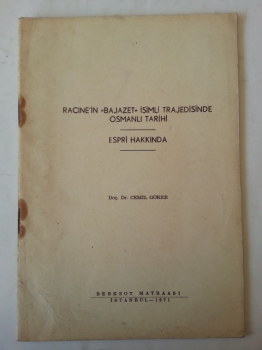 RACINE'IN «BAJAZET» İSİMLİ TRAJEDİSİNDE
OSMANLI TARİHİ
ESPRİ HAKKINDA
Doç. Dr. CEMİL GÖKER
BERKSOY MATBAASI
İSTANBUL—1971